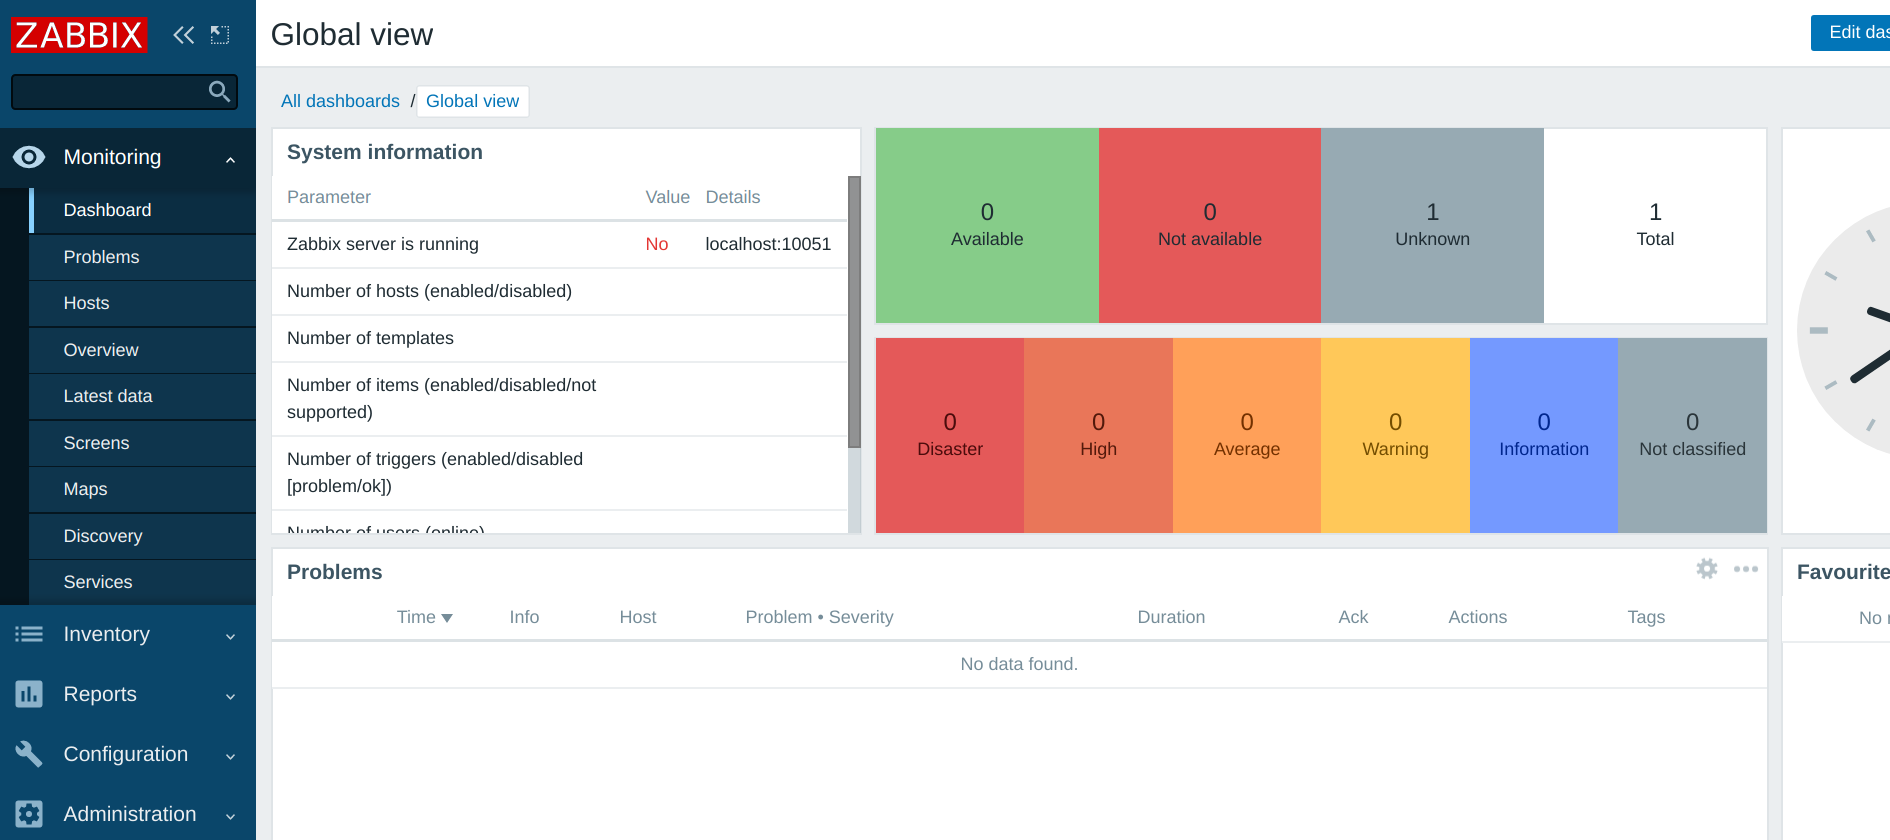 ZABBIX
Monitoring
Dashboard
Problems
Hosts
Overview
Latest data
Screens
Maps
Discovery
Services
Inventory
Reports
Configuration
Administration
Global view
Edit das
All dashboards / Global view
System information
Parameter Value Details
Zabbix server is running No localhost:10051
Number of hosts (enabled/disabled)
Number of templates
Number of items (enabled/disabled/not
supported)
Number of triggers (enabled/disabled
[problem/ok])
Number of users (online)
0 0 1 1
Available Not available Unknown Total
0 0 0 0 0 0
Disaster High Average Warning Information Not classified
Problems
Time Info Host Problem • Severity Duration Ack Actions Tags
No data found.
Favourite
No